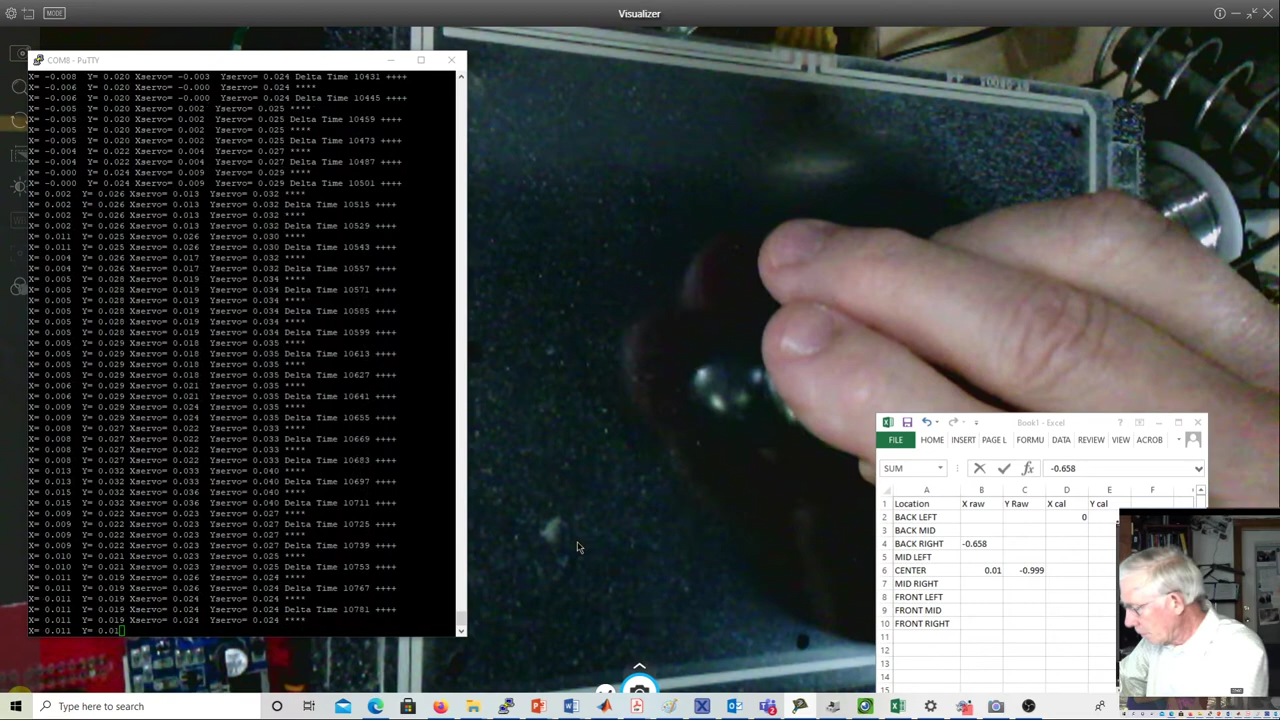 MODE
Visualizer
COM8 - PuTTY
X= -0.008 Y= 0.020 Xservo= -0.003 Yservo= 0.024 Delta Time 10431 ++++
X= -0.006 Y= 0.020 Xservo= -0.000 Yservo= 0.024 ****
X= -0.006 Y= 0.020 Xservo= -0.000 Yservo= 0.024 Delta Time 10445 ++++
X= -0.005 Y= 0.020 Xservo= 0.002 Yservo= 0.025 ****
X= -0.005 Y= 0.020 Xservo= 0.002 Yservo= 0.025 Delta Time 10459 ++++
X= -0.005 Y= 0.020 Xservo= 0.002 Yservo= 0.025 ****
X= -0.005 Y= 0.020 Xservo= 0.002 Yservo= 0.025 Delta Time 10473 ++++
X= -0.004 Y= 0.022 Xservo= 0.004 Yservo= 0.027 ****
X= -0.004 Y= 0.022 Xservo= 0.004 Yservo= 0.027 Delta Time 10487 ++++
X= -0.000 Y= 0.024 Xservo= 0.009 Yservo= 0.029 ****
X= -0.000 Y= 0.024 Xservo= 0.009 Yservo= 0.029 Delta Time 10501 ++++
X= 0.002 Y= 0.026 Xservo= 0.013 Yservo= 0.032 ****
X= 0.002 Y= 0.026 Xservo= 0.013 Yservo= 0.032 Delta Time 10515 ++++
X= 0.002 Y= 0.026 Xservo= 0.013 Yservo= 0.032 ****
X= 0.002 Y= 0.026 Xservo= 0.013 Yservo= 0.032 Delta Time 10529 ++++
X= 0.011 Y= 0.025 Xservo= 0.026 Yservo= 0.030 ****
X= 0.011 Y= 0.025 Xservo= 0.026 Yservo= 0.030 Delta Time 10543 ++++
X= 0.004 Y= 0.026 Xservo= 0.017 Yservo= 0.032 ****
X= 0.004 Y= 0.026 Xservo= 0.017 Yservo= 0.032 Delta Time 10557 ++++
X= 0.005 Y= 0.028 Xservo= 0.019 Yservo= 0.034 ****
X= 0.005 Y= 0.028 Xservo= 0.019 Yservo= 0.034 Delta Time 10571 ++++
X= 0.005 Y= 0.028 Xservo= 0.019 Yservo= 0.034 ****
X= 0.005 Y= 0.028 Xservo= 0.019 Yservo= 0.034 Delta Time 10585 ++++
X= 0.005 Y= 0.028 Xservo= 0.019 Yservo= 0.034 ****
X= 0.005 Y= 0.028 Xservo= 0.019 Yservo= 0.034 Delta Time 10599 ++++
X= 0.005 Y= 0.029 Xservo= 0.018 Yservo= 0.035 ****
X= 0.005 Y= 0.029 Xservo= 0.018 Yservo= 0.035 Delta Time 10613 ++++
X= 0.005 Y= 0.029 Xservo= 0.018 Yservo= 0.035 ****
X= 0.005 Y= 0.029 Xservo= 0.018 Yservo= 0.035 Delta Time 10627 ++++
X= 0.006 Y= 0.029 Xservo= 0.021 Yservo= 0.035 ****
X= 0.006 Y= 0.029 Xservo= 0.021 Yservo= 0.035 Delta Time 10641 ++++
X= 0.009 Y= 0.029 Xservo= 0.024 Yservo= 0.035 ****
X= 0.009 Y= 0.029 Xservo= 0.024 Yservo= 0.035 Delta Time 10655 ++++
X= 0.008 Y= 0.027 Xservo= 0.022 Yservo= 0.033 ****
X= 0.008 Y= 0.027 Xservo= 0.022 Yservo= 0.033 Delta Time 10669 ++++
X= 0.008 Y= 0.027 Xservo= 0.022 Yservo= 0.033 ****
X= 0.008 Y= 0.027 Xservo= 0.022 Yservo= 0.033 Delta Time 10683 ++++
X= 0.013 Y= 0.032 Xservo= 0.033 Yservo= 0.040 ****
X= 0.013 Y= 0.032 Xservo= 0.033 Yservo= 0.040 Delta Time 10697 ++++
X= 0.015 Y= 0.032 Xservo= 0.036 Yservo= 0.040 ****
X= 0.015 Y= 0.032 Xservo= 0.036 Yservo= 0.040 Delta Time 10711 ++++
X= 0.009 Y= 0.022 Xservo= 0.023 Yservo= 0.027 ****
X= 0.009 Y= 0.022 Xservo= 0.023 Yservo= 0.027 Delta Time 10725 ++++
X= 0.009 Y= 0.022 Xservo= 0.023 Yservo= 0.027 ****
X= 0.009 Y= 0.022 Xservo= 0.023 Yservo= 0.027 Delta Time 10739 ++++
X= 0.010 Y= 0.021 Xservo= 0.023 Yservo= 0.025 ****
X= 0.010 Y= 0.021 Xservo= 0.023 Yservo= 0.025 Delta Time 10753 ++++
X= 0.011 Y= 0.019 Xservo= 0.026 Yservo= 0.024 ****
X= 0.011 Y= 0.019 Xservo= 0.026 Yservo= 0.024 Delta Time 10767 ++++
X= 0.011 Y= 0.019 Xservo= 0.024 Yservo= 0.024 ****
X= 0.011 Y= 0.019 Xservo= 0.024 Yservo= 0.024 Delta Time 10781 ++++
X= 0.011 Y= 0.019 Xservo= 0.024 Yservo= 0.024 ****
X= 0.011 Y= 0.01
Book1 - Excel
FILE HOME INSERT PAGE L FORMU DATA REVIEW VIEW ACROB
SUM -0.658
A B C D E F
1 Location X raw Y Raw X cal Y cal
2 BACK LEFT 0
3 BACK MID
4 BACK RIGHT -0.658
5 MID LEFT
6 CENTER 0.01 -0.999
7 MID RIGHT
8 FRONT LEFT
9 FRONT MID
10 FRONT RIGHT
11
12
13
14
15
Type here to search